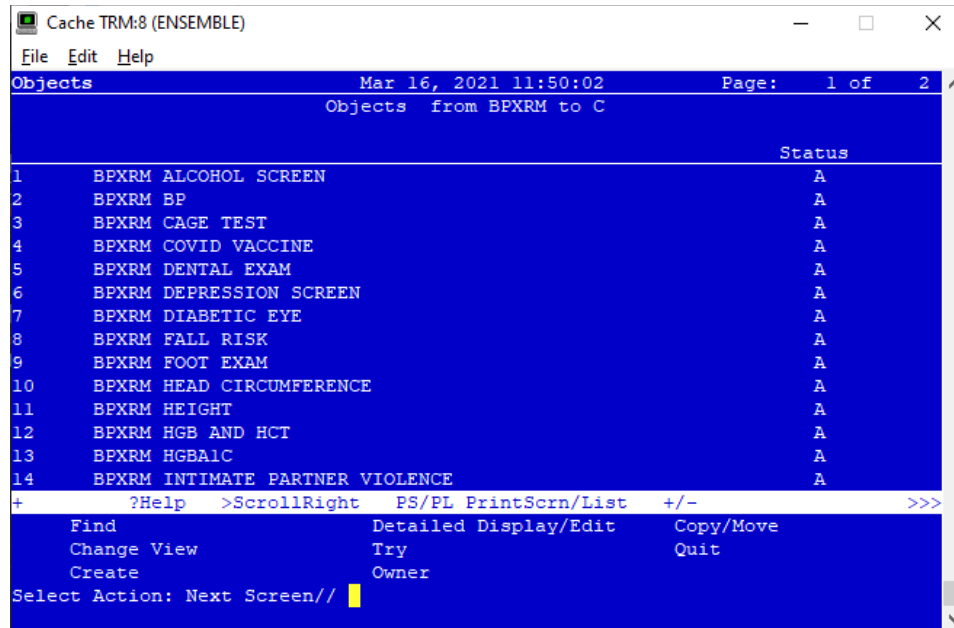 Cache TRM:8 (ENSEMBLE)
File Edit Help
Objects Mar 16, 2021 11:50:02 Page: 1 of 2
Objects from BPXRM to C
Status
1 BPXRM ALCOHOL SCREEN A
2 BPXRM BP A
3 BPXRM CAGE TEST A
4 BPXRM COVID VACCINE A
5 BPXRM DENTAL EXAM A
6 BPXRM DEPRESSION SCREEN A
7 BPXRM DIABETIC EYE A
8 BPXRM FALL RISK A
9 BPXRM FOOT EXAM A
10 BPXRM HEAD CIRCUMFERENCE A
11 BPXRM HEIGHT A
12 BPXRM HGB AND HCT A
13 BPXRM HGBA1C A
14 BPXRM INTIMATE PARTNER VIOLENCE A
+ ?Help >ScrollRight PS/PL PrintScrn/List +/- >>>
Find Detailed Display/Edit Copy/Move
Change View Try Quit
Create Owner
Select Action: Next Screen//